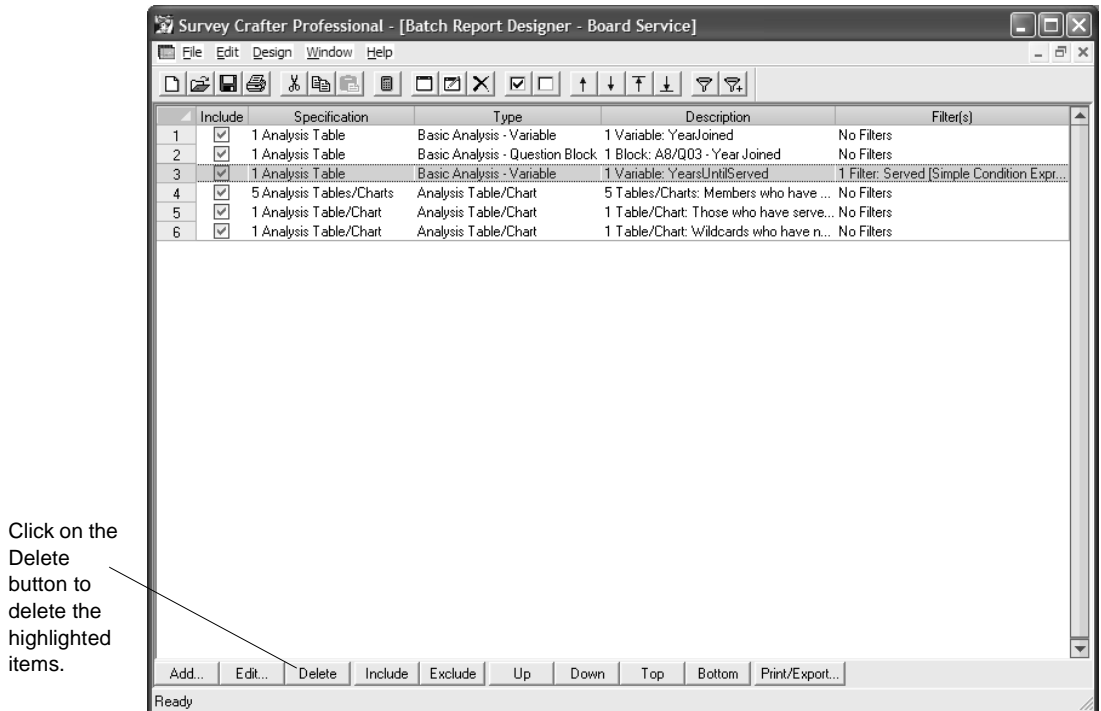 Survey Crafter Professional - [Batch Report Designer - Board Service]
File Edit Design Window Help
Include Specification Type Description Filter(s)
1 1 Analysis Table Basic Analysis - Variable 1 Variable: YearJoined No Filters
2 1 Analysis Table Basic Analysis - Question Block 1 Block: A8/Q03 - Year Joined No Filters
3 1 Analysis Table Basic Analysis - Variable 1 Variable: YearsUntilServed 1 Filter: Served [Simple Condition Expr...
4 5 Analysis Tables/Charts Analysis Table/Chart 5 Tables/Charts: Members who have ... No Filters
5 1 Analysis Table/Chart Analysis Table/Chart 1 Table/Chart: Those who have serve... No Filters
6 1 Analysis Table/Chart Analysis Table/Chart 1 Table/Chart: Wildcards who have n... No Filters
Click on the
Delete
button to
delete the
highlighted
items.
Add... Edit... Delete Include Exclude Up Down Top Bottom Print/Export...
Ready